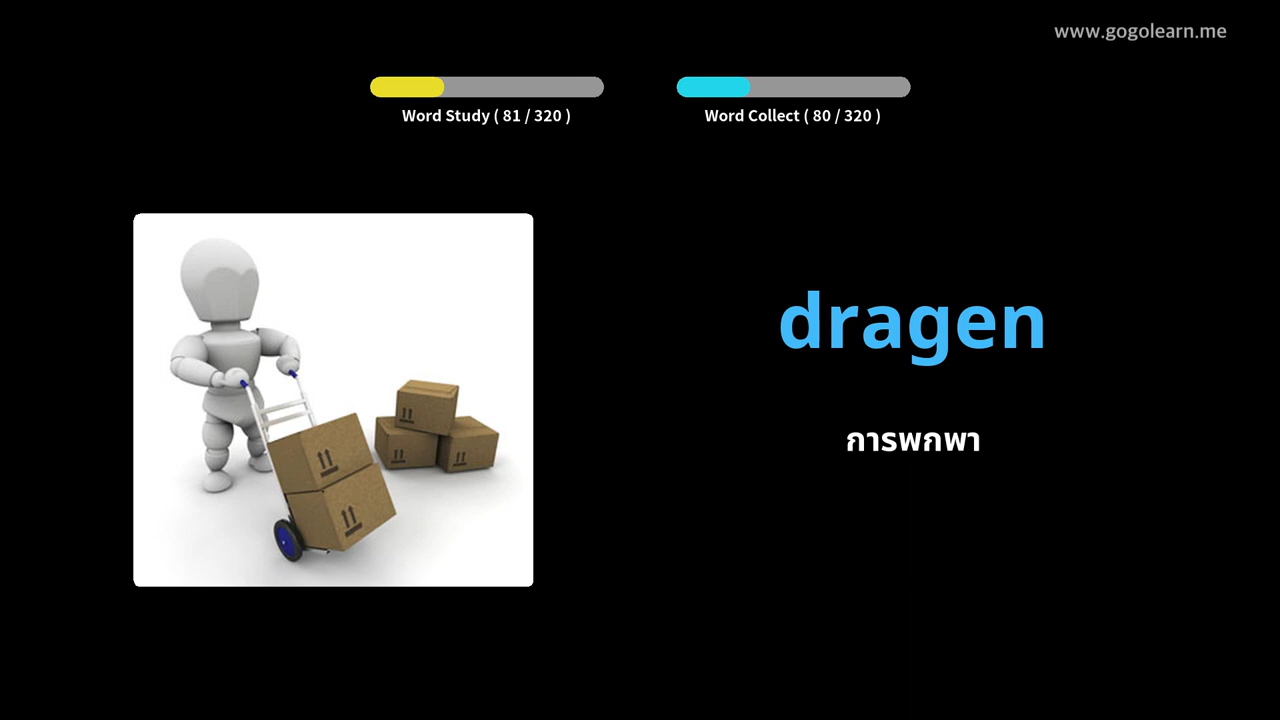 www.gogolearn.me
Word Study ( 81 / 320 )
Word Collect ( 80 / 320 )
dragen
การพกพา